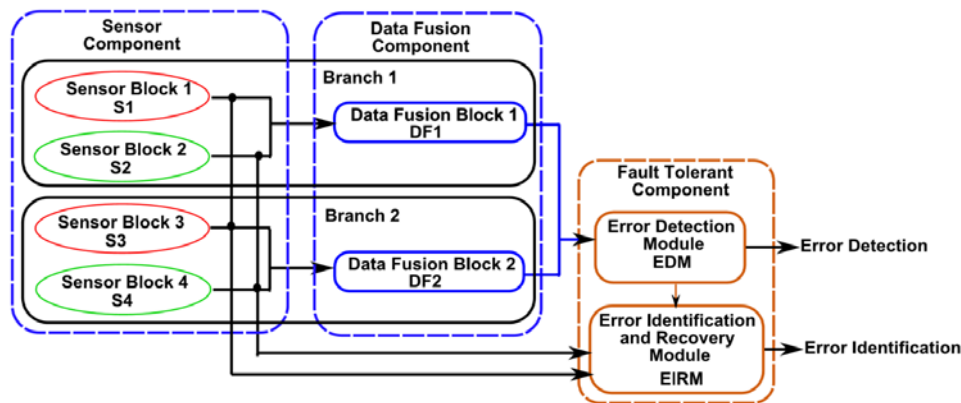 Sensor
Component
Data Fusion
Component
Branch 1
Sensor Block 1
S1
Data Fusion Block 1
DF1
Sensor Block 2
S2
Fault Tolerant
Component
Branch 2
Sensor Block 3
S3
Error Detection
Module
EDM
Error Detection
Data Fusion Block 2
DF2
Sensor Block 4
S4
Error Identification
and Recovery
Module
EIRM
Error Identification